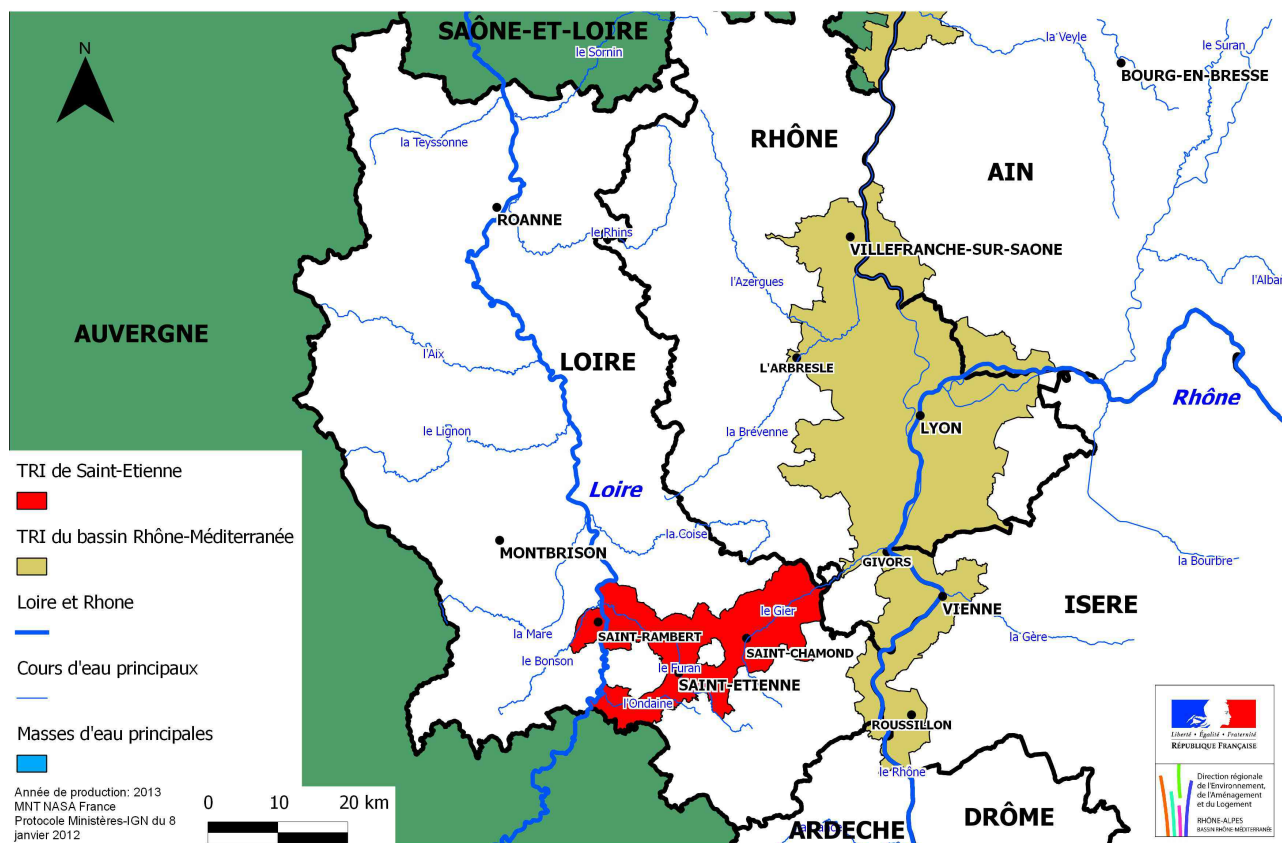 N
SAÔNE-ET-LOIRE
le Sornin
la Veyle
le Suran
BOURG-EN-BRESSE
la Teyssonne
RHÔNE
AIN
ROANNE
le Rhins
VILLEFRANCHE-SUR-SAONE
l'Azergues
l'Albar
AUVERGNE
l'Aix
LOIRE
L'ARBRESLE
Rhône
le Lignon
la Brévenne
LYON
TRI de Saint-Etienne
Loire
TRI du bassin Rhône-Méditerranée
MONTBRISON
la Coise
GIVORS
la Bourbre
Loire et Rhone
le Gier
VIENNE
ISERE
la Mare
SAINT-RAMBERT
SAINT-CHAMOND
la Gère
le Bonson
le Furan
SAINT-ETIENNE
Cours d'eau principaux
l'Ondaine
ROUSSILLON
Masses d'eau principales
le Rhône
Année de production: 2013
MNT NASA France
Protocole Ministères-IGN du 8
janvier 2012
0 10 20 km
ARDECHE
DRÔME
Liberté • Égalité • Fraternité
RÉPUBLIQUE FRANÇAISE
Direction régionale
de l'Environnement,
de l'Aménagement
et du Logement
RHÔNE-ALPES
BASSIN RHÔNE-MÉDITERRANÉE